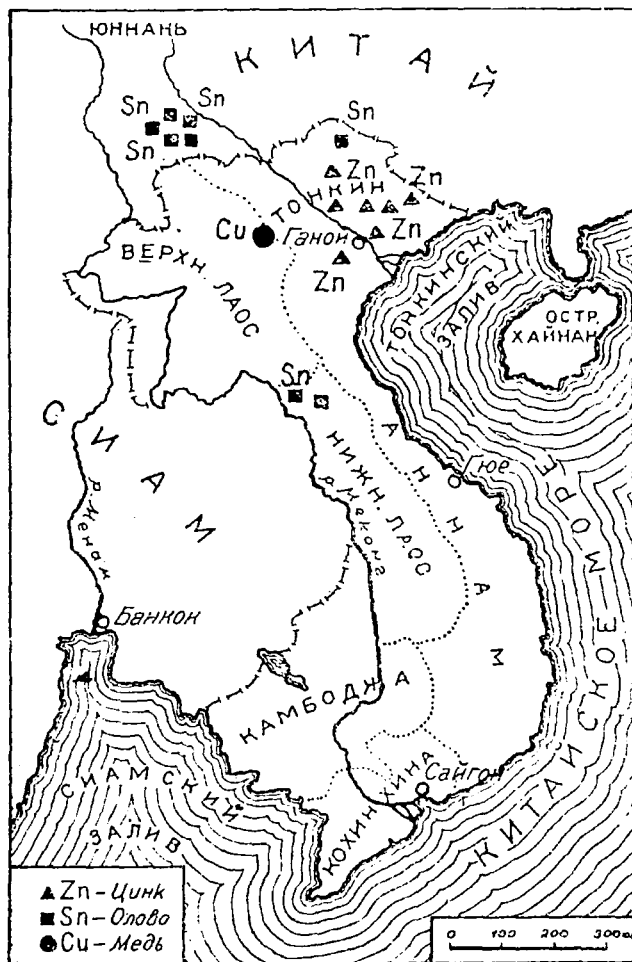 ЮННАНЬ
КИТАЙ
Sn
Sn
Sn
Sn
Zn
Zn
ТОНКИН
Cu
Ганой
Zn
Zn
ВЕРХН ЛАОС
ТОНКИНСКИЙ
ЗАЛИВ
ОСТР.
ХАЙНАН
Sn
СИАМ
АННАМ
НИЖН. ЛАОС
р. Меконг
р. Менам
Гюе
Банкок
КАМБОДЖА
КОХИНХИНА
Сайгон
СИАМСКИЙ
ЗАЛИВ
КИТАЙСКОЕ МОРЕ
Zn – Цинк
Sn – Олово
Cu – Медь
0 100 200 300